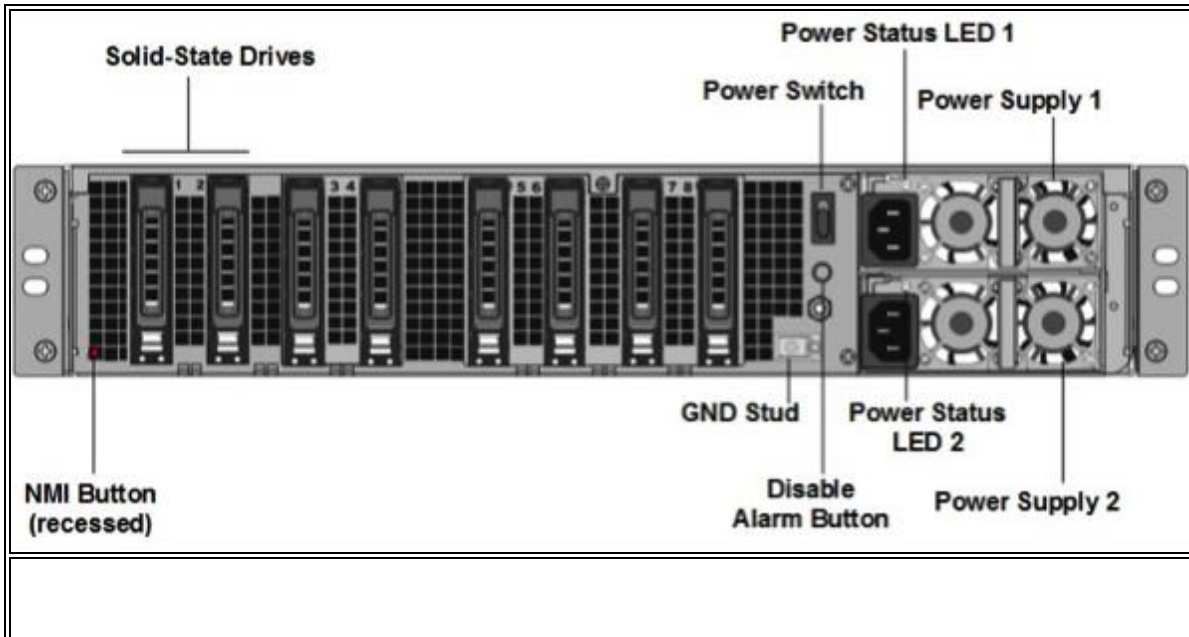 Power Status LED 1
Solid-State Drives
Power Switch
Power Supply 1
1 2
3 4
5 6
7 8
GND Stud
Power Status
LED 2
NMI Button
(recessed)
Disable
Alarm Button
Power Supply 2